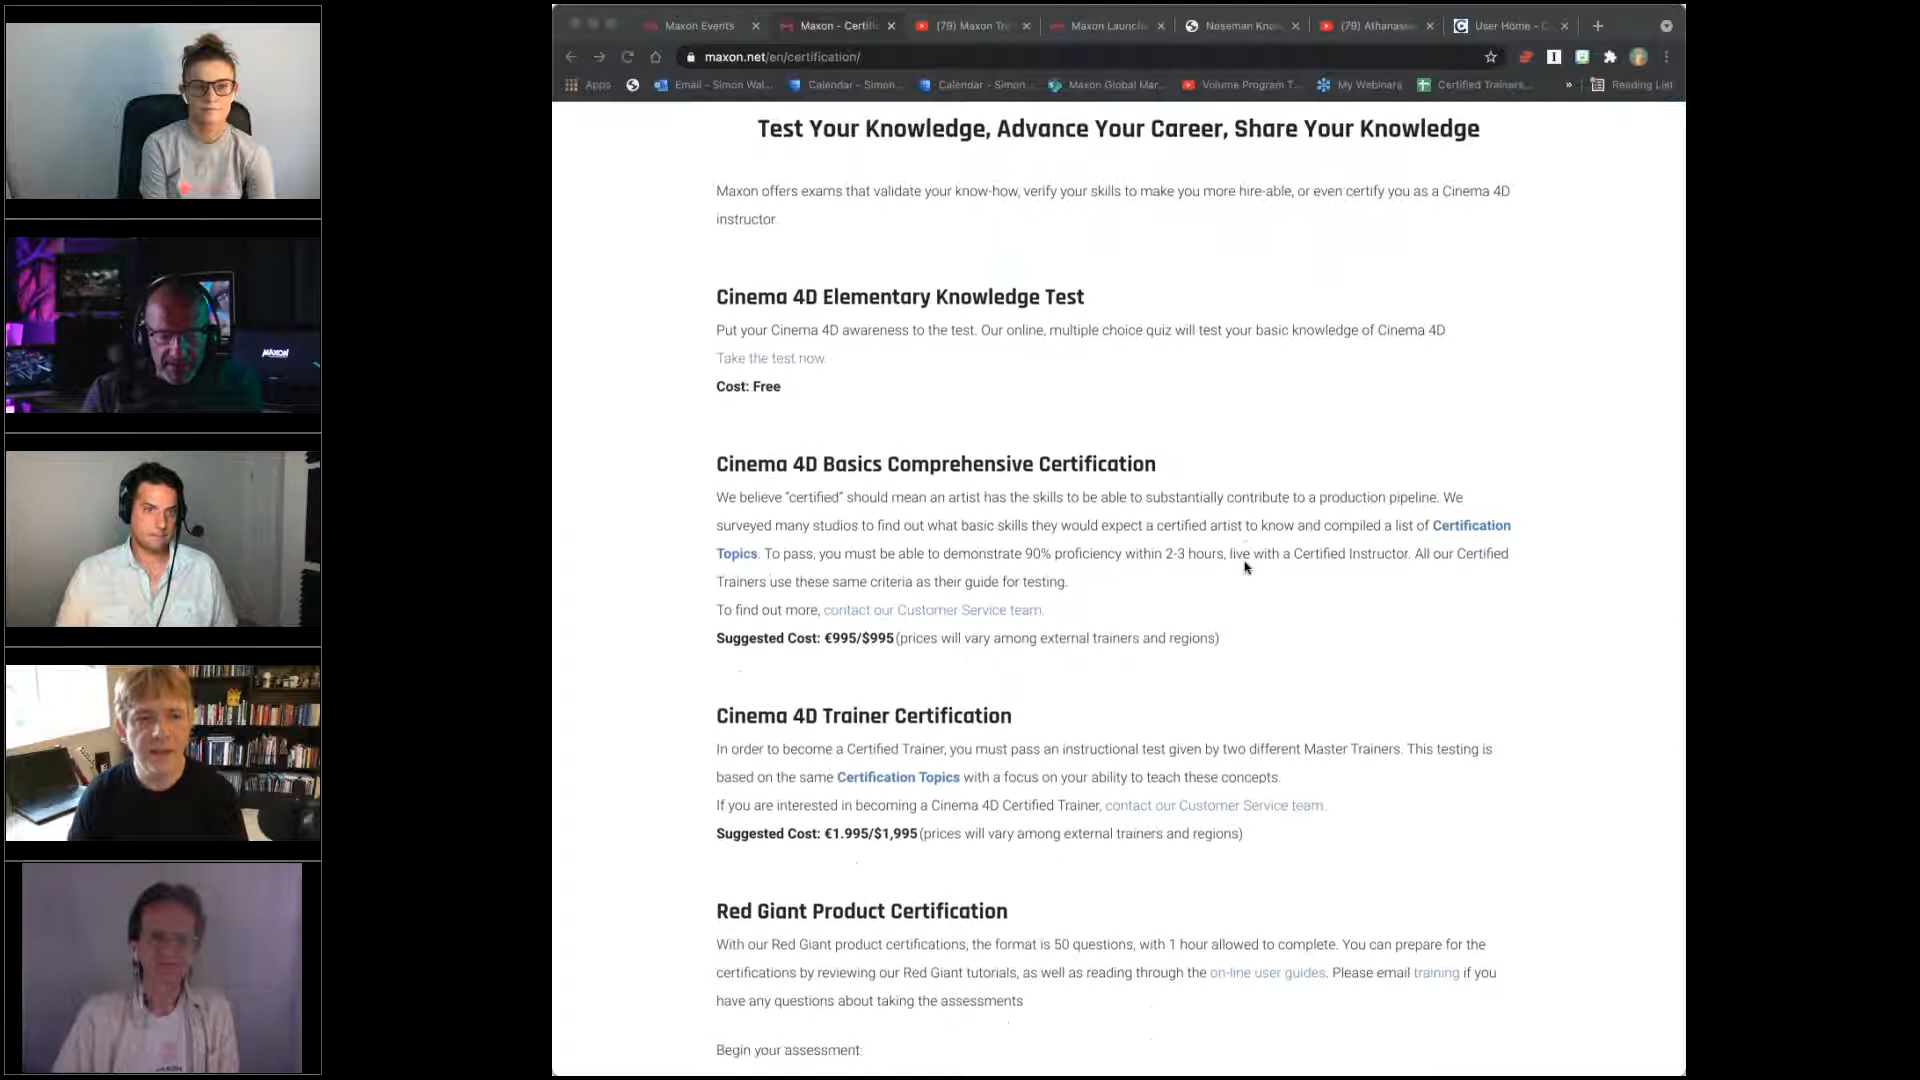 MAXON
Maxon Events
Maxon - Certific
(79) Maxon Tr
Maxon Launch
Noseman Know
(79) Athanas
User Home - C
maxon.net/en/certification/
Apps
Email - Simon Wal...
Calendar - Simon...
Calendar - Simon...
Maxon Global Mar...
Volume Program T...
My Webinars
Certified Trainers...
»
Reading List
Test Your Knowledge, Advance Your Career, Share Your Knowledge
Maxon offers exams that validate your know-how, verify your skills to make you more hire-able, or even certify you as a Cinema 4D
instructor.
Cinema 4D Elementary Knowledge Test
Put your Cinema 4D awareness to the test. Our online, multiple choice quiz will test your basic knowledge of Cinema 4D
Take the test now.
Cost: Free
Cinema 4D Basics Comprehensive Certification
We believe "certified" should mean an artist has the skills to be able to substantially contribute to a production pipeline. We
surveyed many studios to find out what basic skills they would expect a certified artist to know and compiled a list of Certification
Topics. To pass, you must be able to demonstrate 90% proficiency within 2-3 hours, live with a Certified Instructor. All our Certified
Trainers use these same criteria as their guide for testing.
To find out more, contact our Customer Service team.
Suggested Cost: €995/$995 (prices will vary among external trainers and regions)
Cinema 4D Trainer Certification
In order to become a Certified Trainer, you must pass an instructional test given by two different Master Trainers. This testing is
based on the same Certification Topics with a focus on your ability to teach these concepts.
If you are interested in becoming a Cinema 4D Certified Trainer, contact our Customer Service team.
Suggested Cost: €1.995/$1,995 (prices will vary among external trainers and regions)
Red Giant Product Certification
With our Red Giant product certifications, the format is 50 questions, with 1 hour allowed to complete. You can prepare for the
certifications by reviewing our Red Giant tutorials, as well as reading through the on-line user guides. Please email training if you
have any questions about taking the assessments
Begin your assessment: